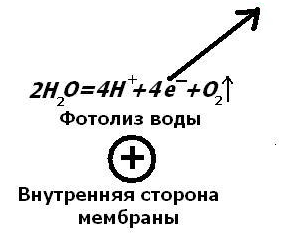 2H₂O=4H⁺+4e⁻+O₂↑
Фотолиз воды
+
Внутренняя сторона
мембраны